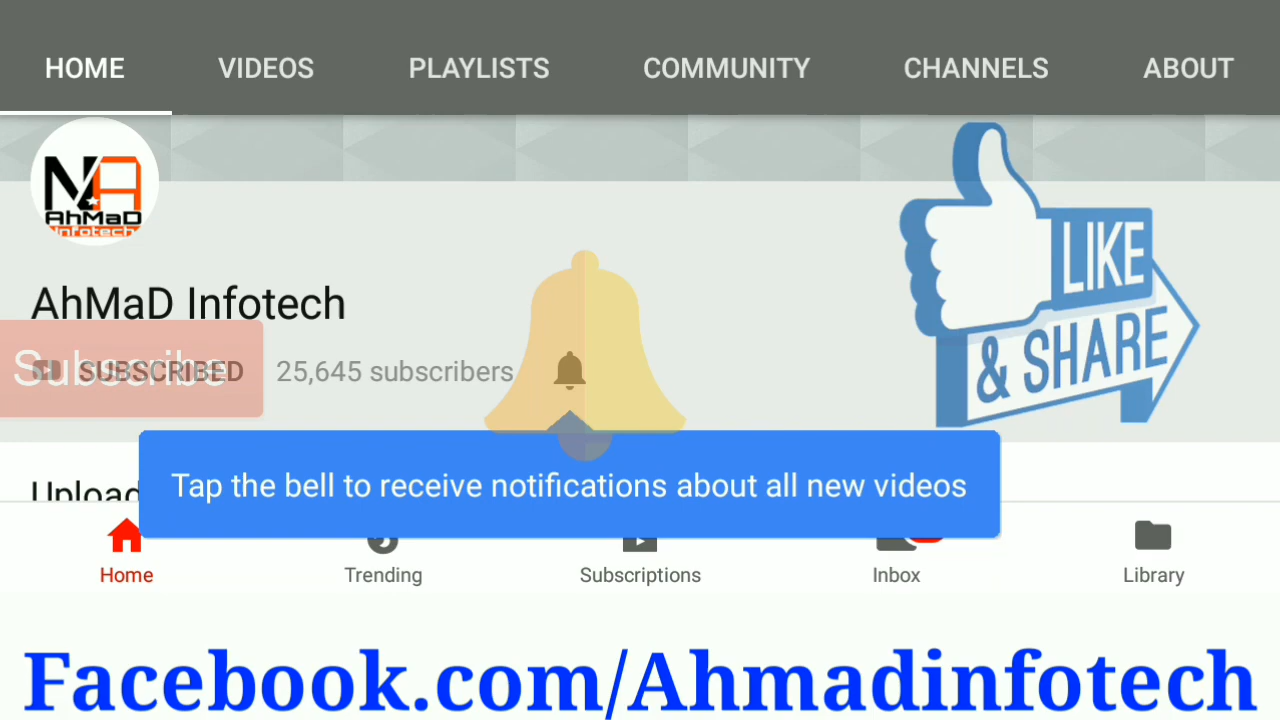 HOME VIDEOS PLAYLISTS COMMUNITY CHANNELS ABOUT
NA
AhMaD
Infotech
LIKE
& SHARE
AhMaD Infotech
Subscribe
SUBSCRIBED 25,645 subscribers
Tap the bell to receive notifications about all new videos
Home Trending Subscriptions Inbox Library
Facebook.com/Ahmadinfotech